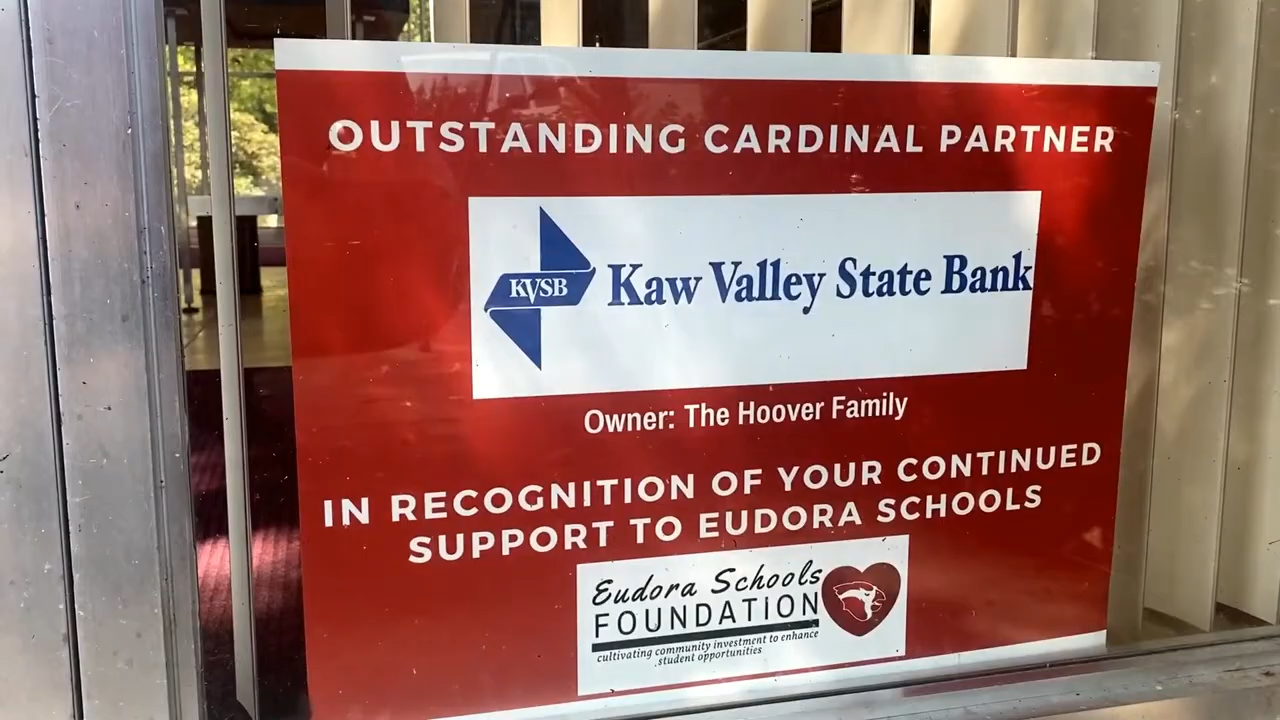 OUTSTANDING CARDINAL PARTNER
KVSB
Kaw Valley State Bank
Owner: The Hoover Family
IN RECOGNITION OF YOUR CONTINUED
SUPPORT TO EUDORA SCHOOLS
Eudora Schools
FOUNDATION
cultivating community investment to enhance
student opportunities